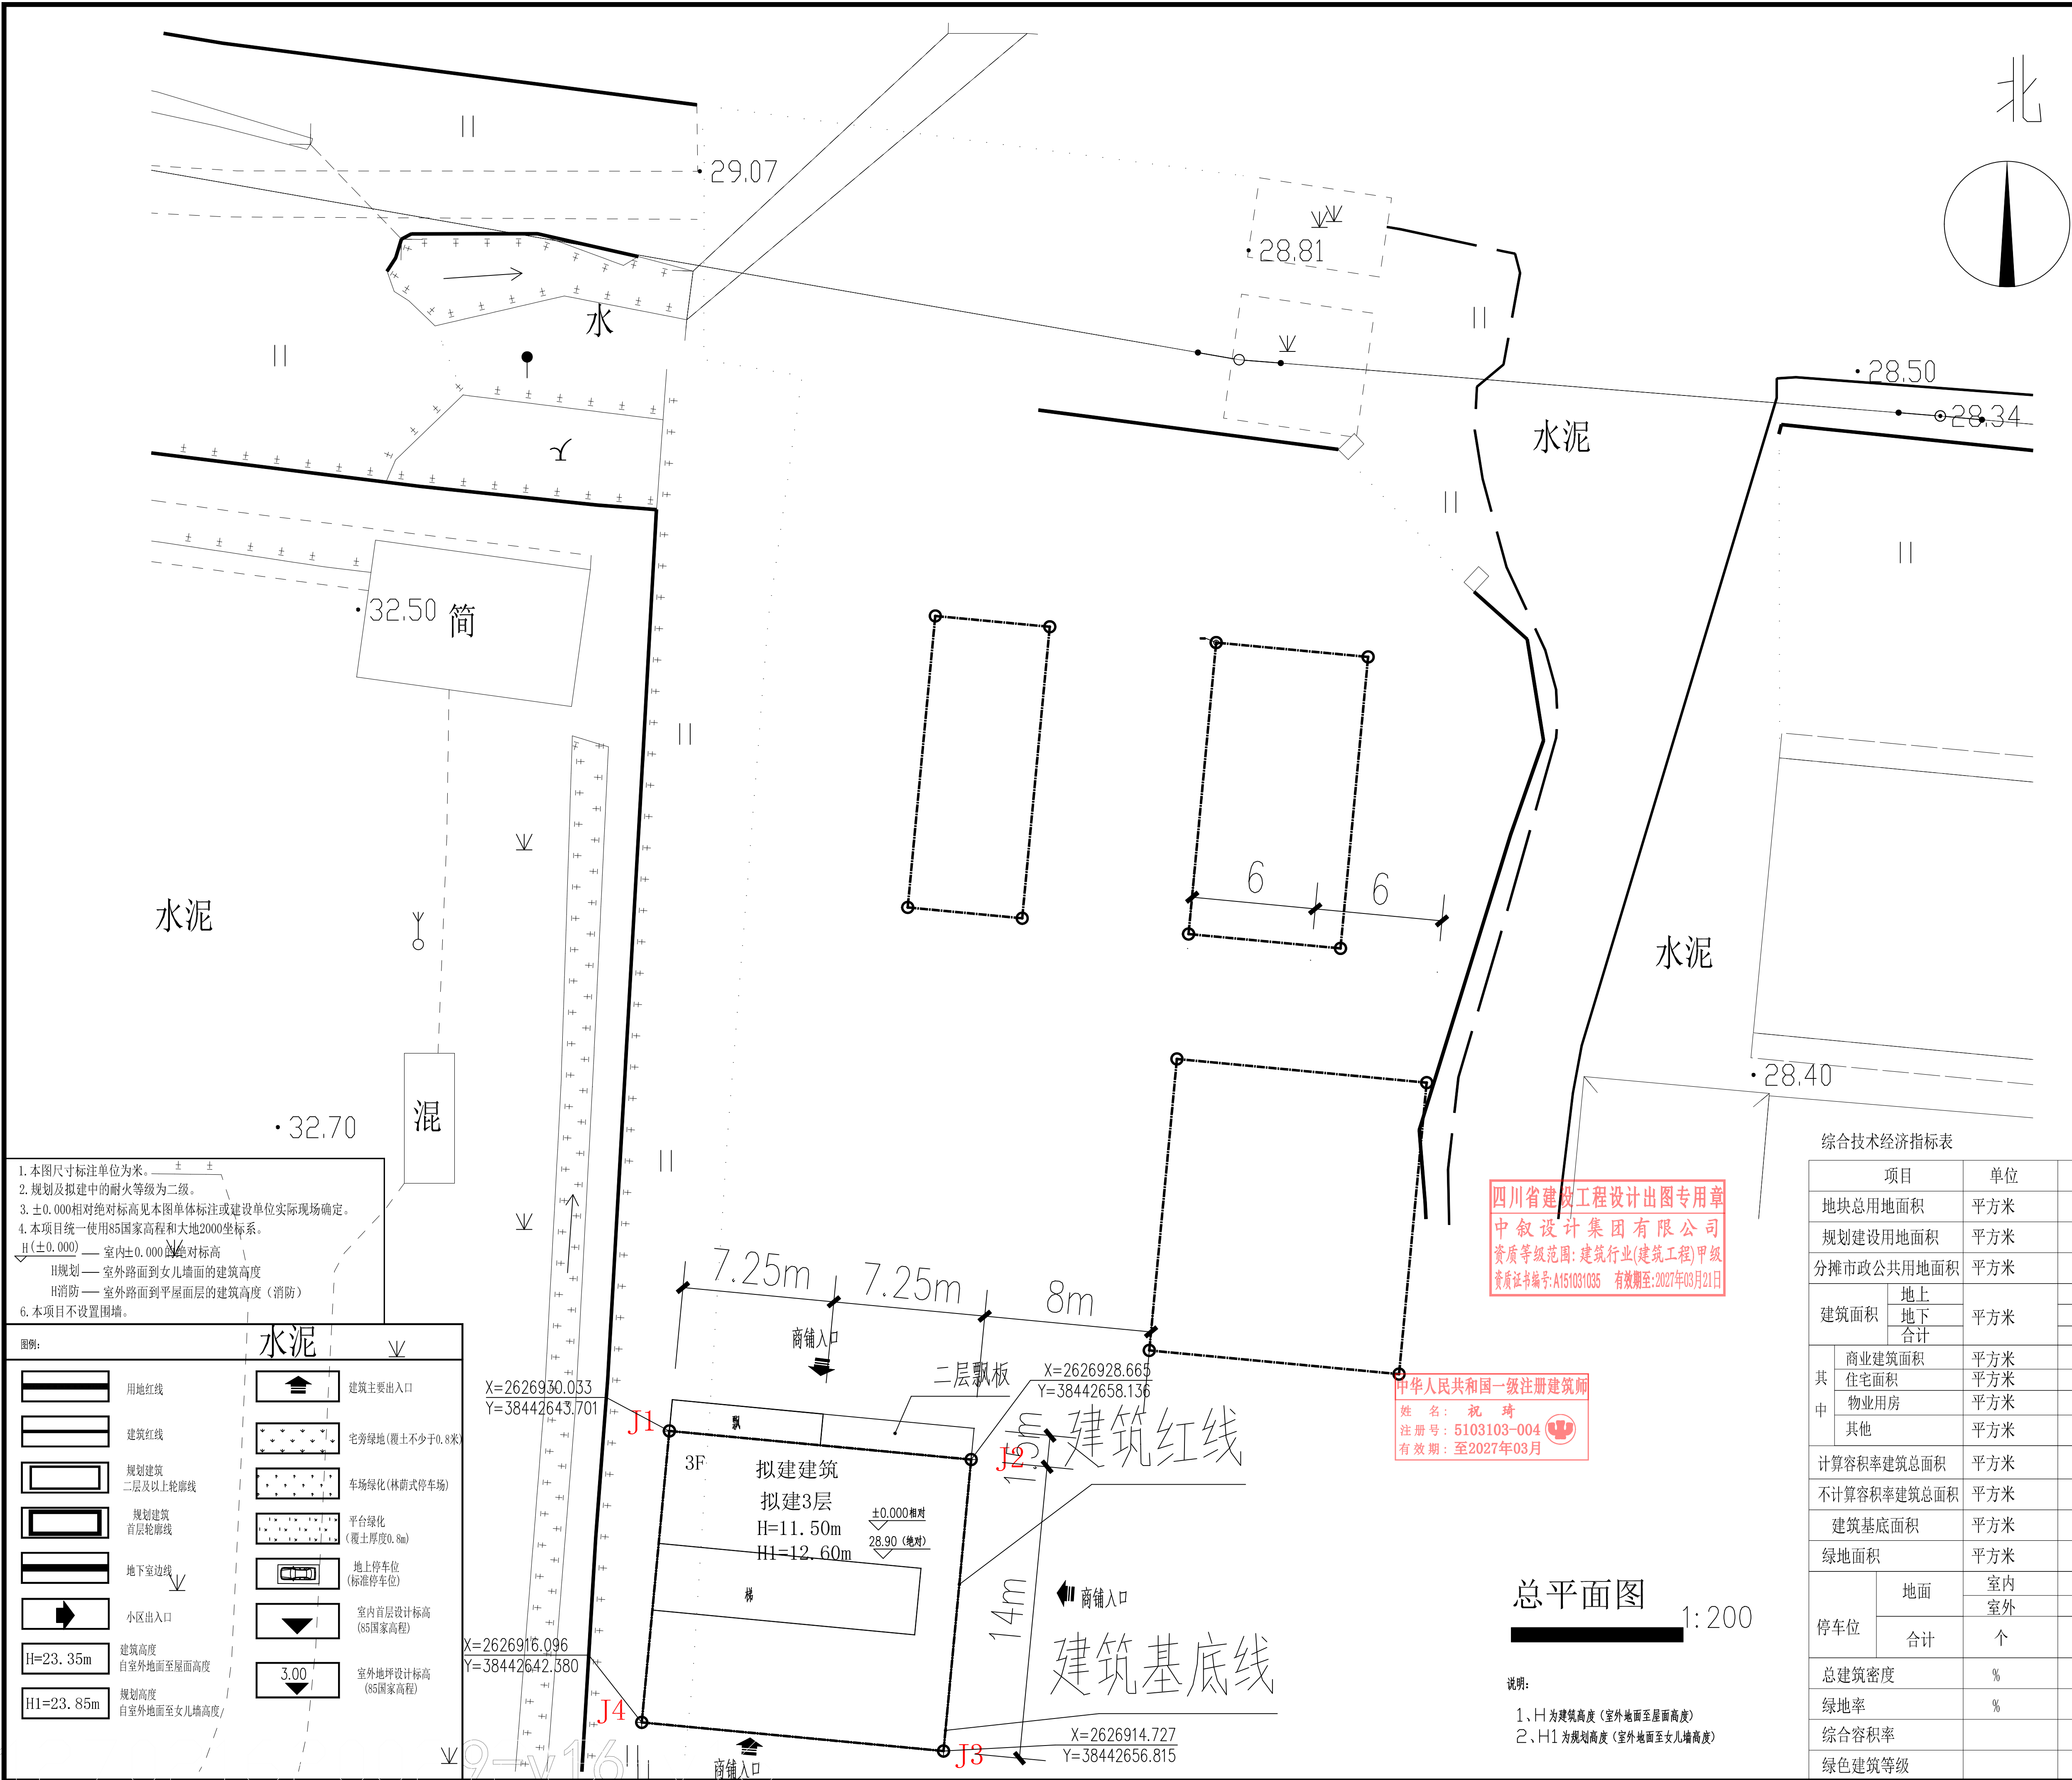 北
29.07
28.81
28.50
28.34
水
水泥
32.50
简
6
6
水泥
水泥
28.40
32.70
混
1.本图尺寸标注单位为米。
2.规划及拟建中的耐火等级为二级。
3.±0.000相对绝对标高见本图单体标注或建设单位实际现场确定。
4.本项目统一使用85国家高程和大地2000坐标系。
H(±0.000) —— 室内±0.000的绝对标高
H规划 —— 室外路面到女儿墙面的建筑高度
H消防 —— 室外路面到平屋面层的建筑高度（消防）
6.本项目不设置围墙。
图例:
水泥
用地红线
建筑主要出入口
建筑红线
宅旁绿地(覆土不少于0.8米)
规划建筑
二层及以上轮廓线
车场绿化(林荫式停车场)
规划建筑
首层轮廓线
平台绿化
(覆土厚度0.8m)
地下室边线
地上停车位
(标准停车位)
小区出入口
室内首层设计标高
(85国家高程)
H=23.35m
建筑高度
自室外地面至屋面高度
3.00
室外地坪设计标高
(85国家高程)
H1=23.85m
规划高度
自室外地面至女儿墙高度
7.25m
7.25m
8m
商铺入口
二层飘板
X=2626930.033
Y=38442643.701
X=2626928.665
Y=38442658.136
J1
J2
飘
1.5m
建筑红线
3F
拟建建筑
拟建3层
H=11.50m
H1=12.60m
±0.000相对
28.90（绝对）
梯
14m
商铺入口
建筑基底线
X=2626916.096
Y=38442642.380
J4
J3
X=2626914.727
Y=38442656.815
商铺入口
9-v16
四川省建设工程设计出图专用章
中叙设计集团有限公司
资质等级范围:建筑行业(建筑工程)甲级
资质证书编号:A151031035 有效期至:2027年03月21日
中华人民共和国一级注册建筑师
姓 名: 祝 琦
注册号: 5103103-004
有效期: 至2027年03月
总平面图 1:200
说明:
1、H 为建筑高度（室外地面至屋面高度）
2、H1 为规划高度（室外地面至女儿墙高度）
综合技术经济指标表
项目 单位
地块总用地面积 平方米
规划建设用地面积 平方米
分摊市政公共用地面积 平方米
建筑面积 地上
地下 平方米
合计
其中 商业建筑面积 平方米
住宅面积 平方米
物业用房 平方米
其他 平方米
计算容积率建筑总面积 平方米
不计算容积率建筑总面积 平方米
建筑基底面积 平方米
绿地面积 平方米
停车位 地面 室内
室外
合计 个
总建筑密度 %
绿地率 %
综合容积率
绿色建筑等级